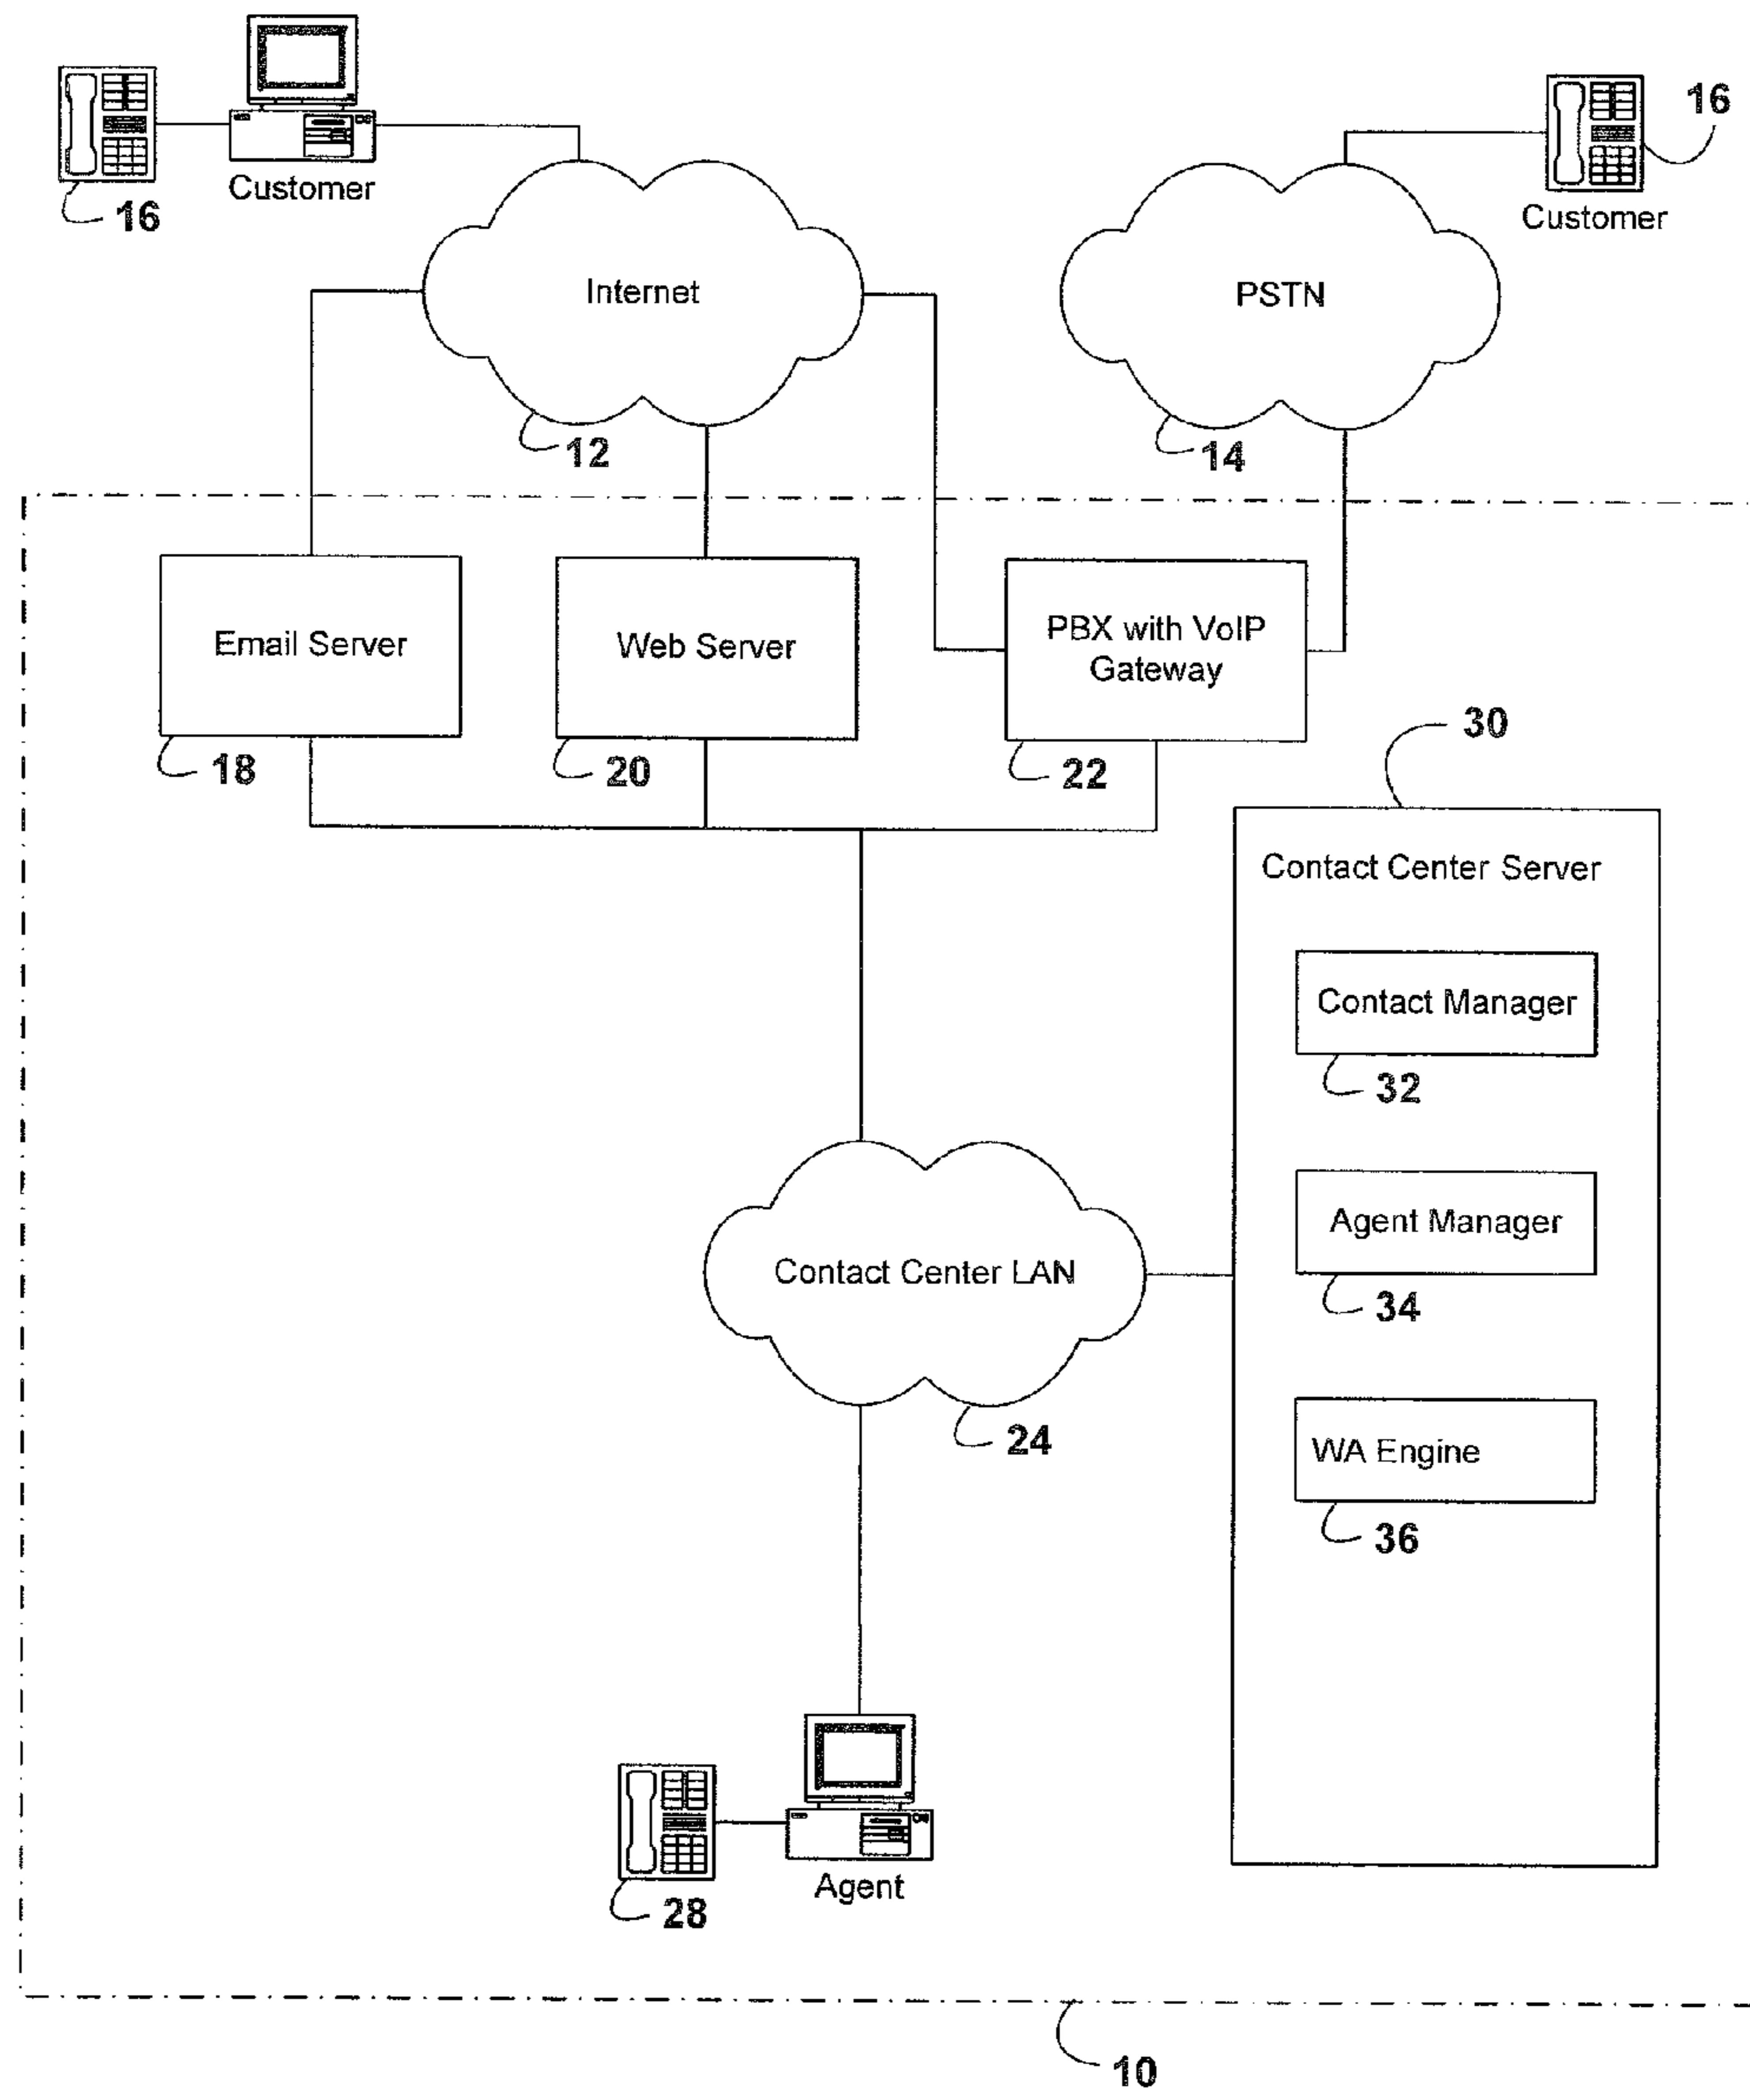 16
Customer
16
Customer
Internet
PSTN
12
14
Email Server
Web Server
PBX with VoIP
Gateway
18
20
22
30
Contact Center Server
Contact Manager
32
Agent Manager
34
Contact Center LAN
24
WA Engine
36
Agent
28
10